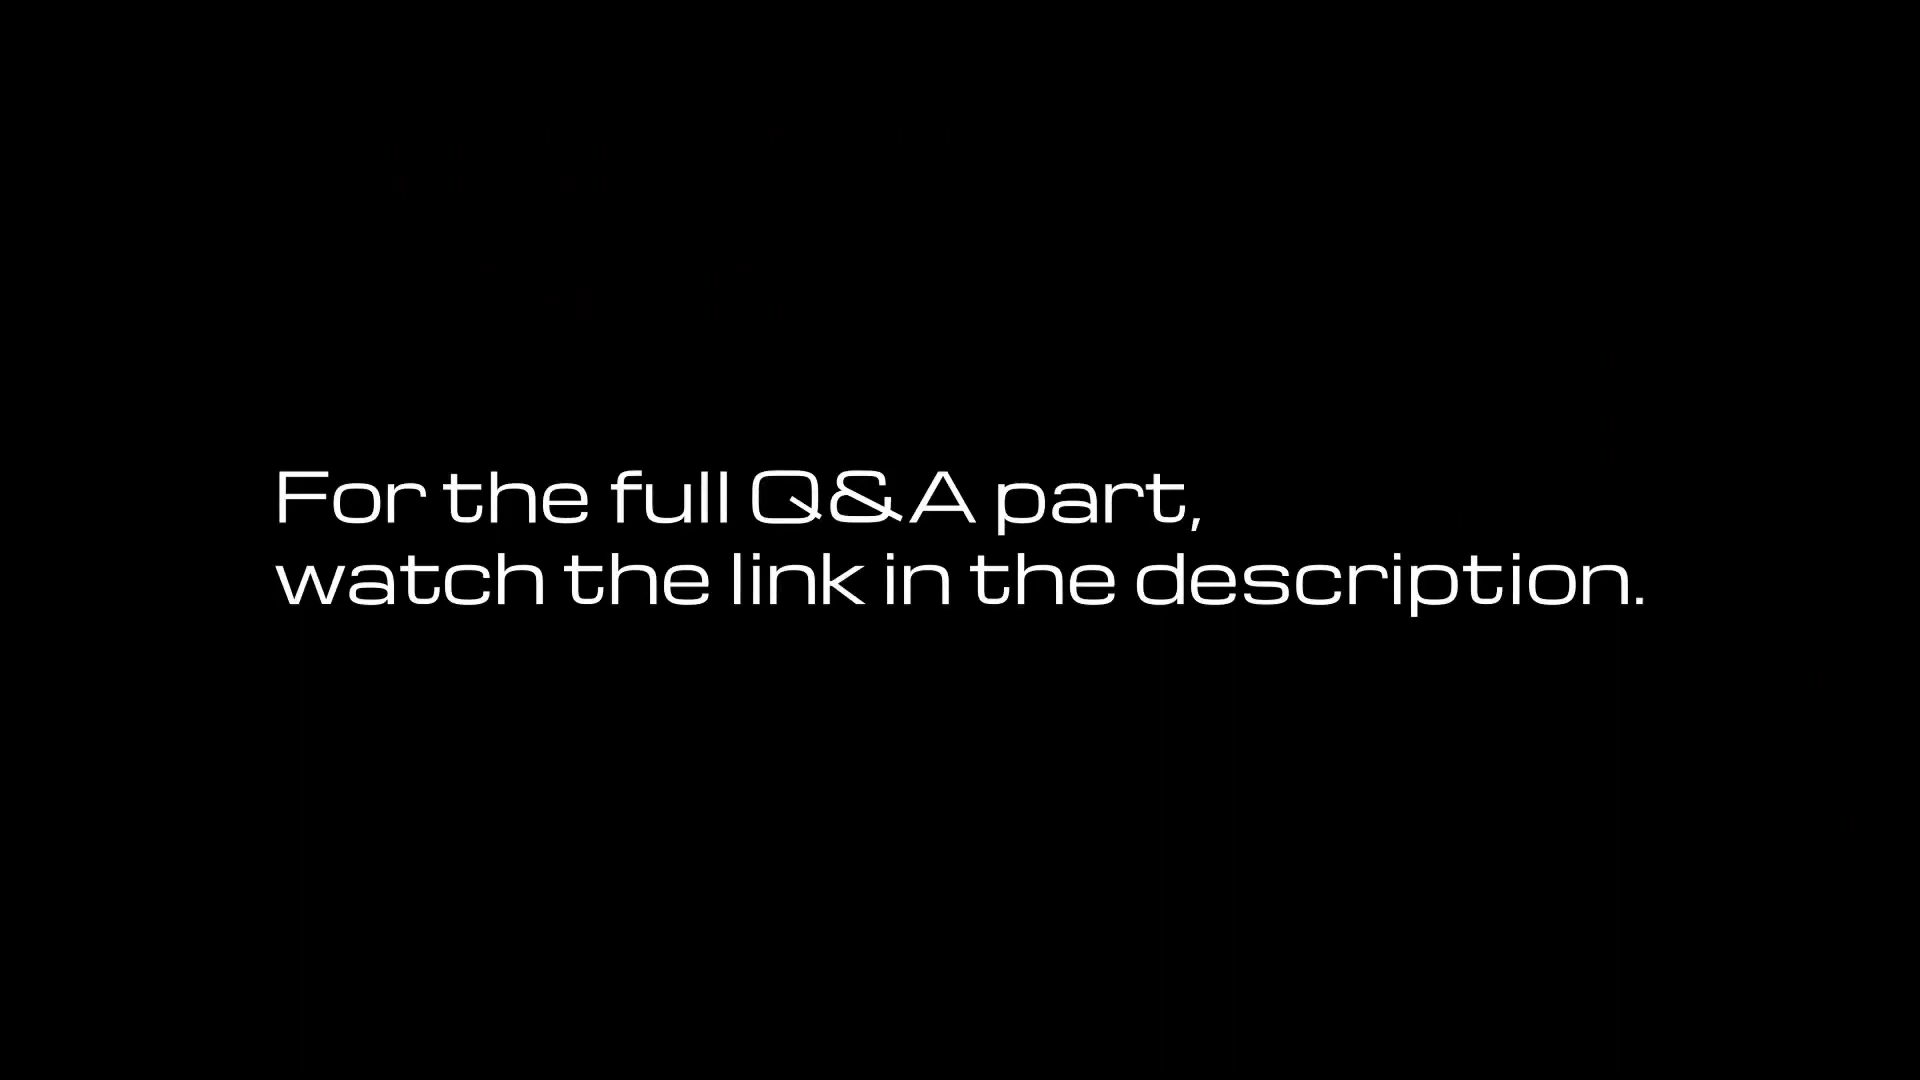 For the full Q&A part,
watch the link in the description.